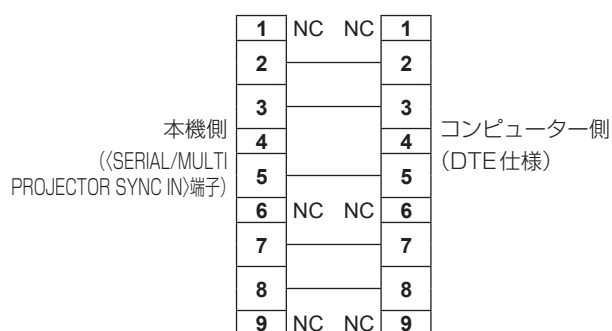 1 NC NC 1
2 2
3 3
本機側
4 4
コンピューター側
(〈SERIAL/MULTI
PROJECTOR SYNC IN〉端子)
(DTE仕様)
5 5
6 NC NC 6
7 7
8 8
9 NC NC 9